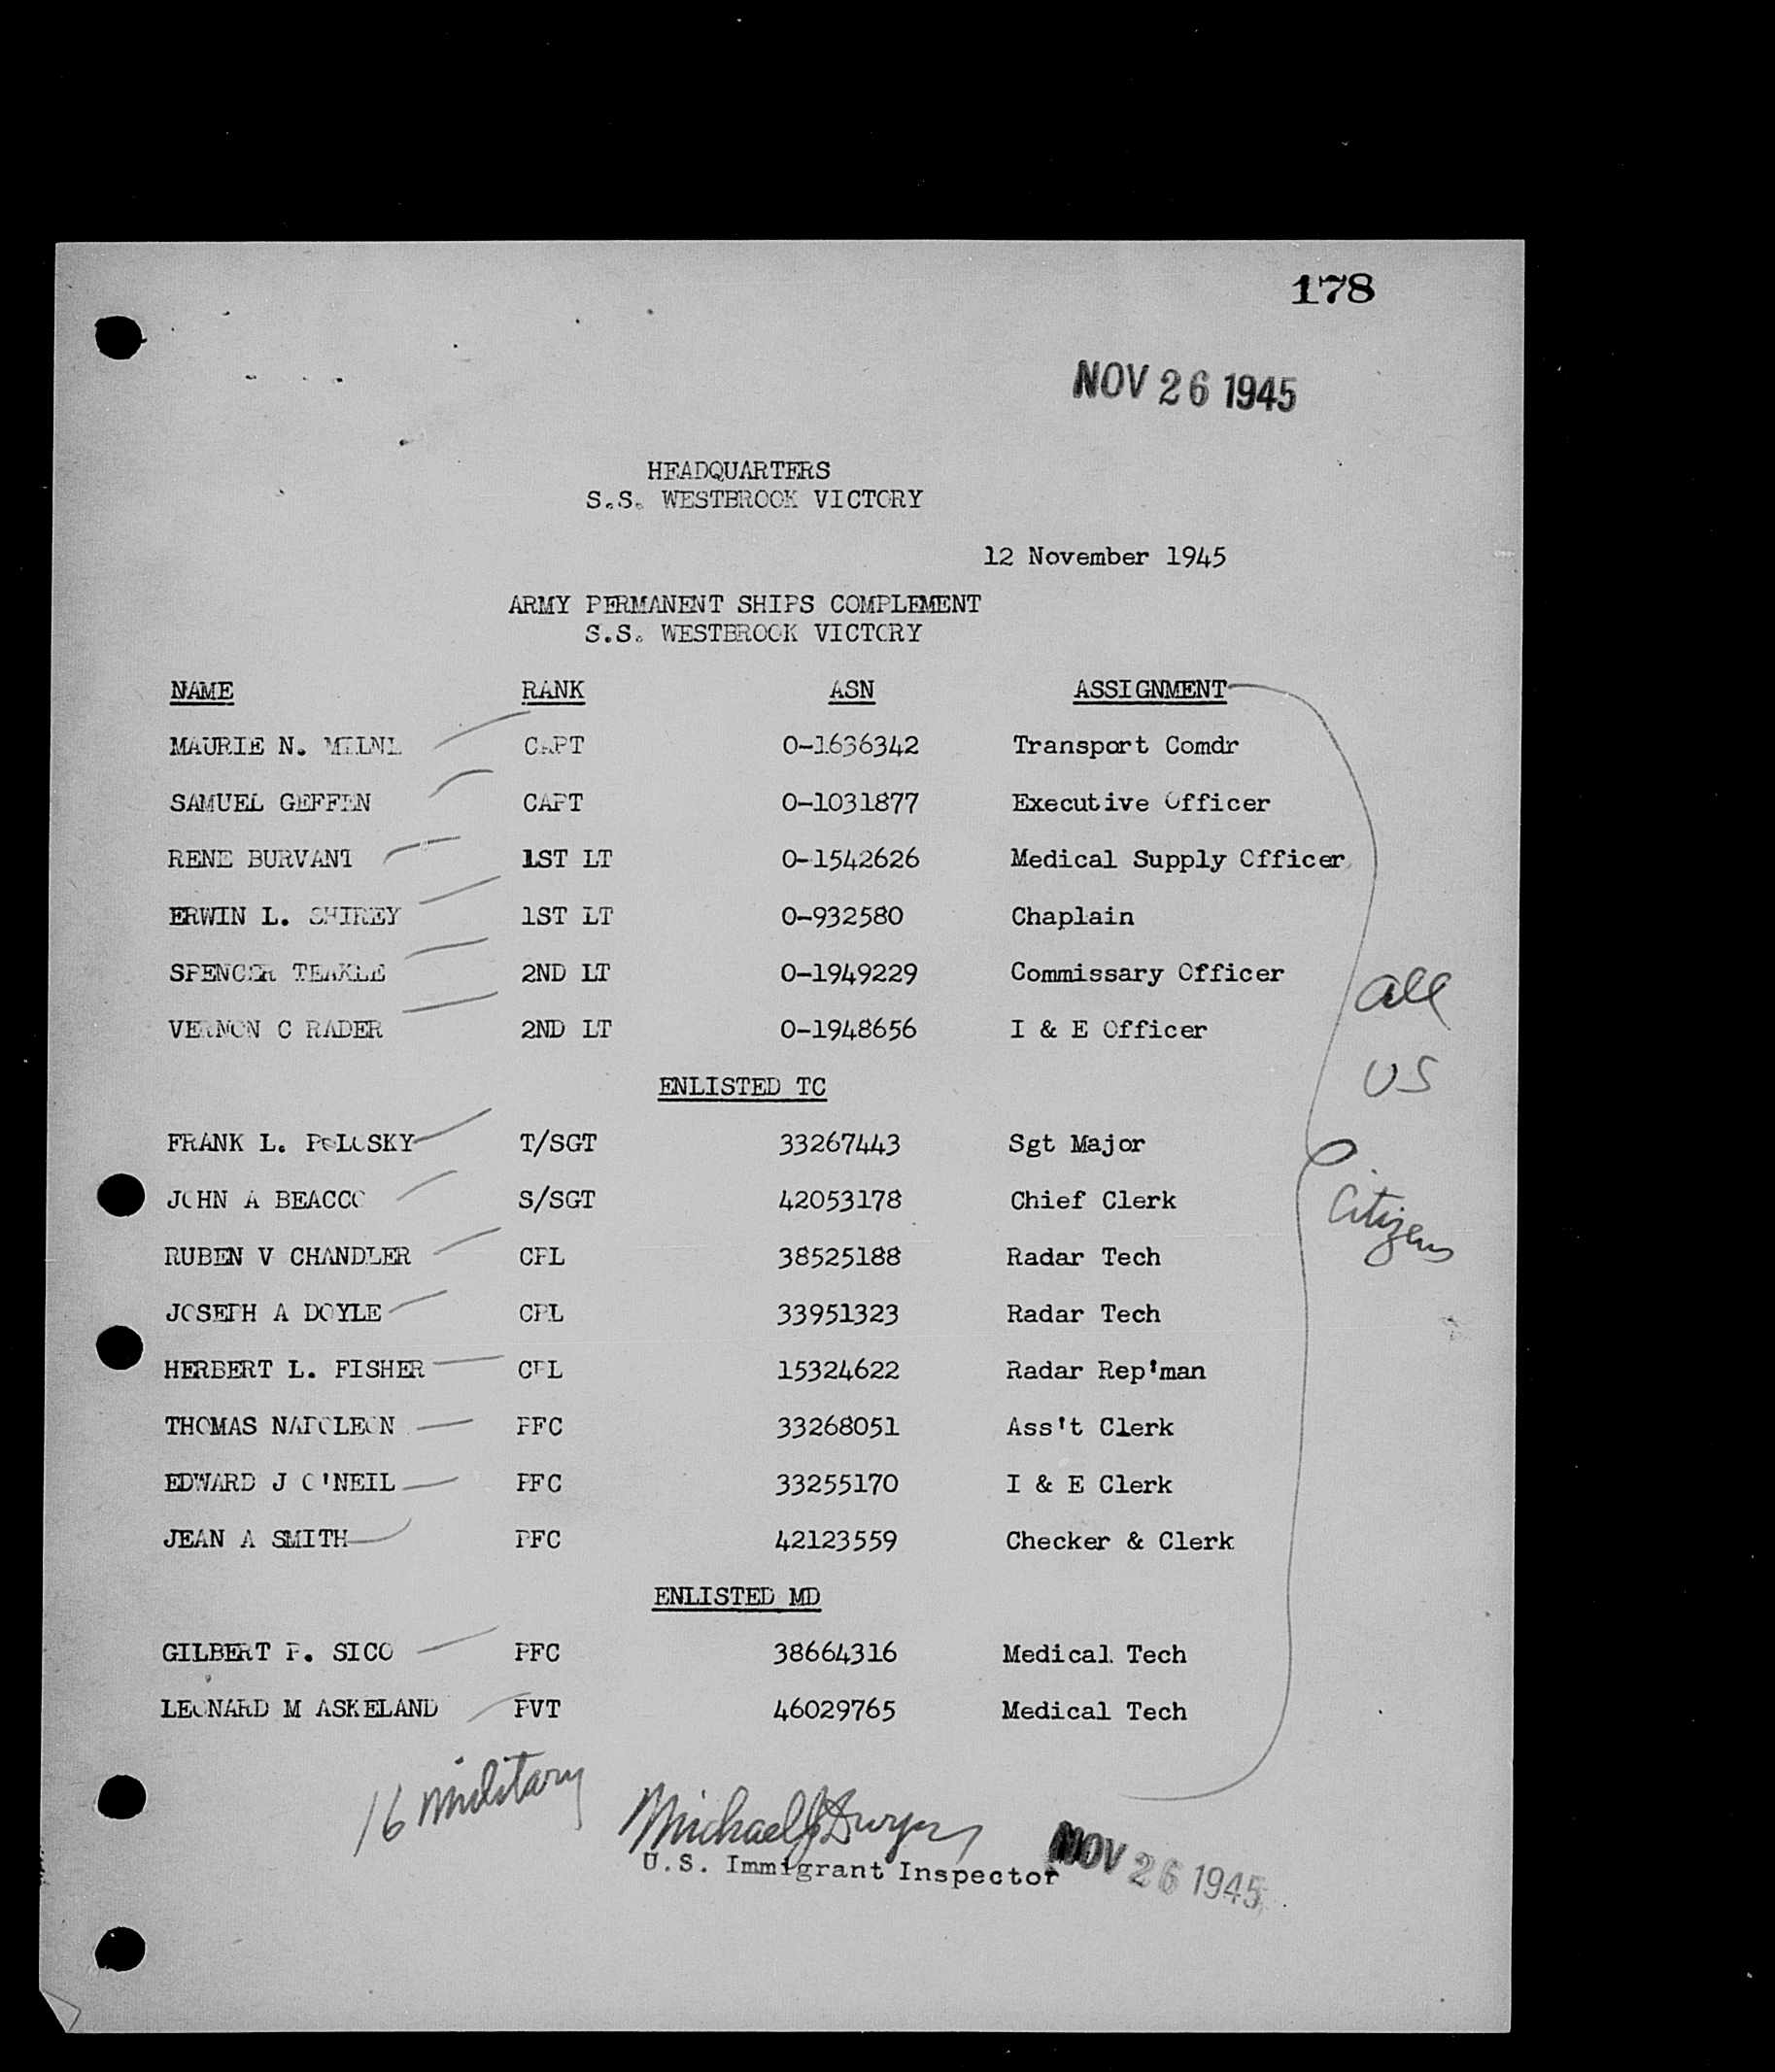 178
NOV 26 1945
HEADQUARTERS
S.S. WESTBROOK VICTORY
12 November 1945
ARMY PERMANENT SHIPS COMPLEMENT
S.S. WESTBROOK VICTORY
NAME RANK ASN ASSIGNMENT
MAURIE N. CAPT O-1636342 Transport Comdr
SAMUEL GEFFEN CAPT O-1031877 Executive Officer
RENE BURVANT 1ST LT O-1542626 Medical Supply Officer
ERWIN L. SHIREY 1ST LT O-932580 Chaplain
SPENCER TEAKLE 2ND LT O-1949229 Commissary Officer
VERNON C RADER 2ND LT O-1948656 I & E Officer
all
US
Citizens
ENLISTED TC
FRANK L. T/SGT 33267443 Sgt Major
JOHN A BEACCO S/SGT 42053178 Chief Clerk
RUBEN V CHANDLER CPL 38525188 Radar Tech
JOSEPH A DOYLE CPL 33951323 Radar Tech
HERBERT L. FISHER CPL 15324622 Radar Rep'man
THOMAS NAPOLEON PFC 33268051 Ass't Clerk
EDWARD J O'NEIL PFC 33255170 I & E Clerk
JEAN A SMITH PFC 42123559 Checker & Clerk
ENLISTED MD
GILBERT P. SICO PFC 38664316 Medical Tech
LEONARD M ASKELAND PVT 46029765 Medical Tech
16 military
Michael J Dwyer
U.S. Immigrant Inspector
NOV 26 1945